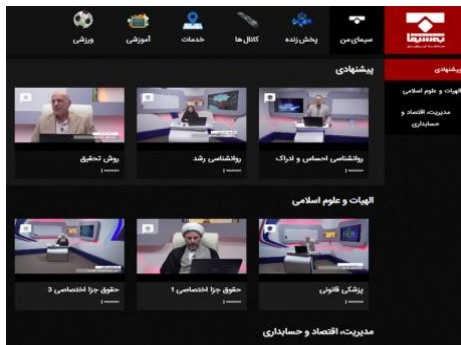 سیمای من
پخش زنده
کانال ها
خدمات
آموزشی
ورزشی
پیشنهادی
الهیات و علوم اسلامی
مدیریت، اقتصاد و
حسابداری
پیشنهادی
روانشناسی احساس و ادراک
روانشناسی رشد
روش تحقیق
الهیات و علوم اسلامی
پزشکی قانونی
حقوق جزا اختصاصی 1
حقوق جزا اختصاصی 3
مدیریت، اقتصاد و حسابداری